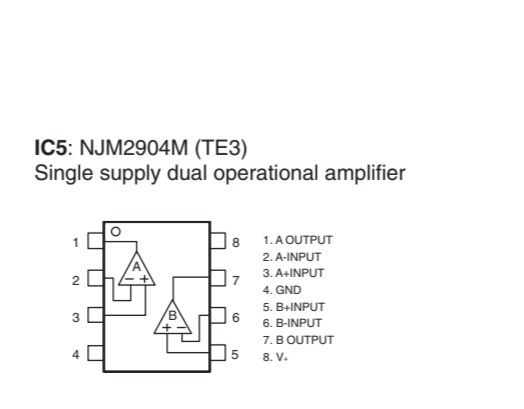 IC5: NJM2904M (TE3)
Single supply dual operational amplifier
1
2
3
4
A
- +
B
+ -
8
7
6
5
1. A OUTPUT
2. A-INPUT
3. A+INPUT
4. GND
5. B+INPUT
6. B-INPUT
7. B OUTPUT
8. V+